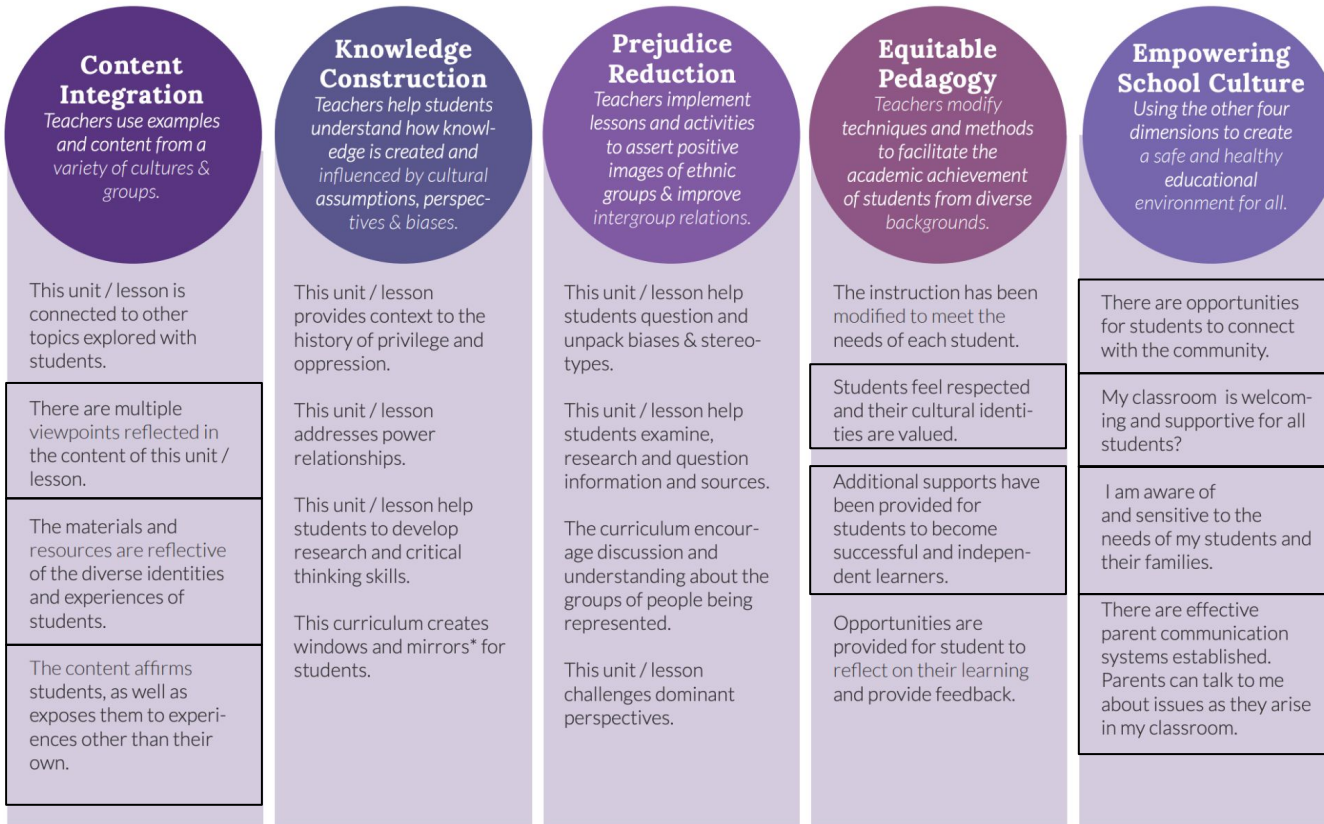 Content
Integration
Teachers use examples
and content from a
variety of cultures &
groups.
This unit / lesson is
connected to other
topics explored with
students.
There are multiple
viewpoints reflected in
the content of this unit /
lesson.
The materials and
resources are reflective
of the diverse identities
and experiences of
students.
The content affirms
students, as well as
exposes them to experi-
ences other than their
own.
Knowledge
Construction
Teachers help students
understand how knowl-
edge is created and
influenced by cultural
assumptions, perspec-
tives & biases.
This unit / lesson
provides context to the
history of privilege and
oppression.
This unit / lesson
addresses power
relationships.
This unit / lesson help
students to develop
research and critical
thinking skills.
This curriculum creates
windows and mirrors* for
students.
Prejudice
Reduction
Teachers implement
lessons and activities
to assert positive
images of ethnic
groups & improve
intergroup relations.
This unit / lesson help
students question and
unpack biases & stereo-
types.
This unit / lesson help
students examine,
research and question
information and sources.
The curriculum encour-
age discussion and
understanding about the
groups of people being
represented.
This unit / lesson
challenges dominant
perspectives.
Equitable
Pedagogy
Teachers modify
techniques and methods
to facilitate the
academic achievement
of students from diverse
backgrounds.
The instruction has been
modified to meet the
needs of each student.
Students feel respected
and their cultural identi-
ties are valued.
Additional supports have
been provided for
students to become
successful and indepen-
dent learners.
Opportunities are
provided for student to
reflect on their learning
and provide feedback.
Empowering
School Culture
Using the other four
dimensions to create
a safe and healthy
educational
environment for all.
There are opportunities
for students to connect
with the community.
My classroom is welcom-
ing and supportive for all
students?
I am aware of
and sensitive to the
needs of my students and
their families.
There are effective
parent communication
systems established.
Parents can talk to me
about issues as they arise
in my classroom.